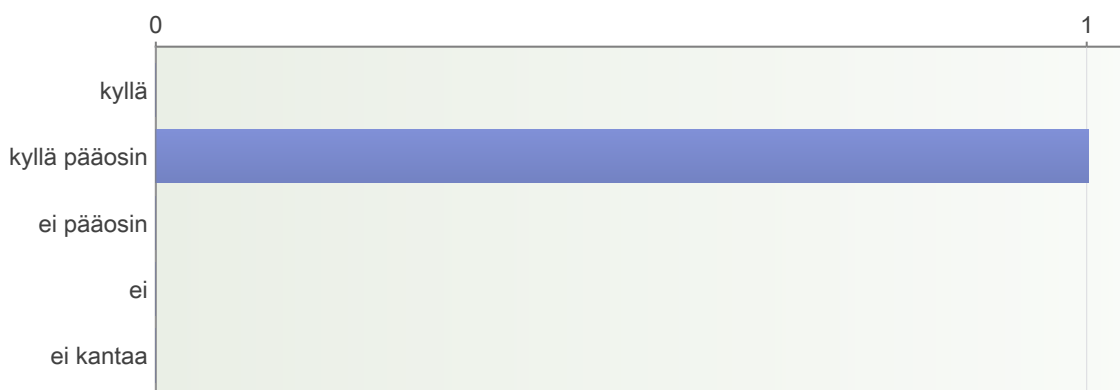 0 1
kyllä
kyllä pääosin
ei pääosin
ei
ei kantaa